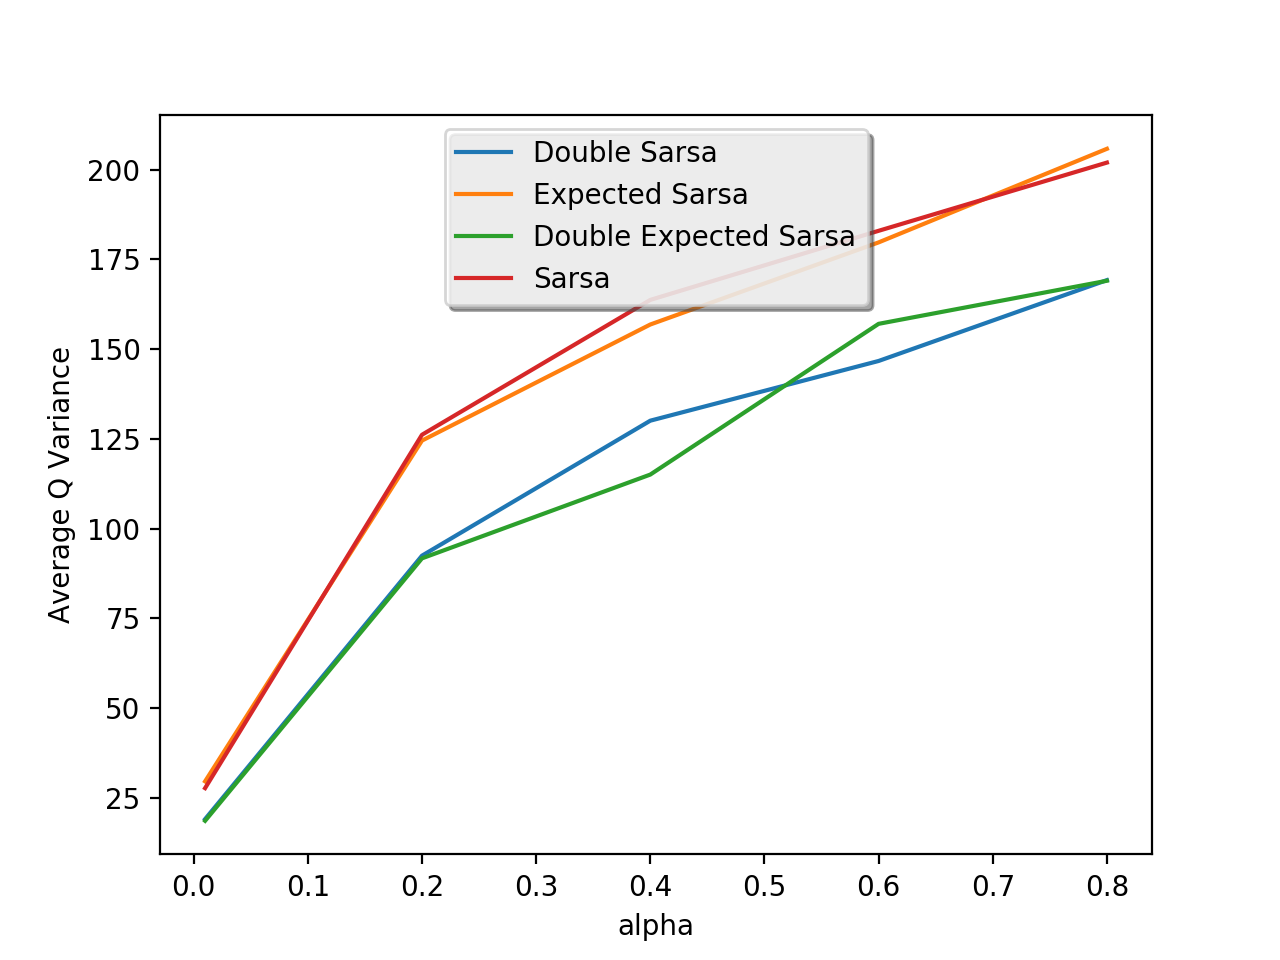 Double Sarsa
Expected Sarsa
Double Expected Sarsa
Sarsa
Average Q Variance
200
175
150
125
100
75
50
25
0.0 0.1 0.2 0.3 0.4 0.5 0.6 0.7 0.8
alpha